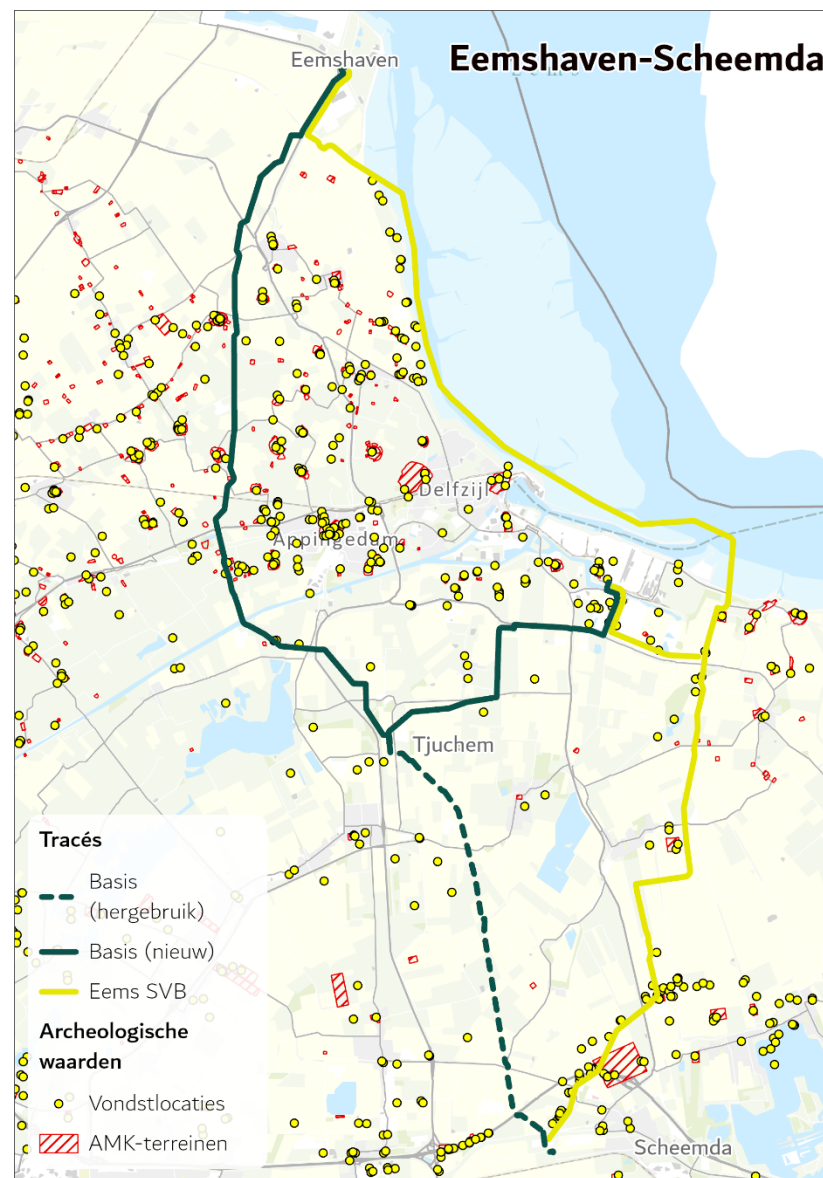 Eemshaven
Eemshaven-Scheemda
Eems
Delfzijl
Appingedam
Tjuchem
Tracés
Basis
(hergebruik)
Basis (nieuw)
Eems SVB
Archeologische
waarden
Vondstlocaties
AMK-terreinen
Scheemda